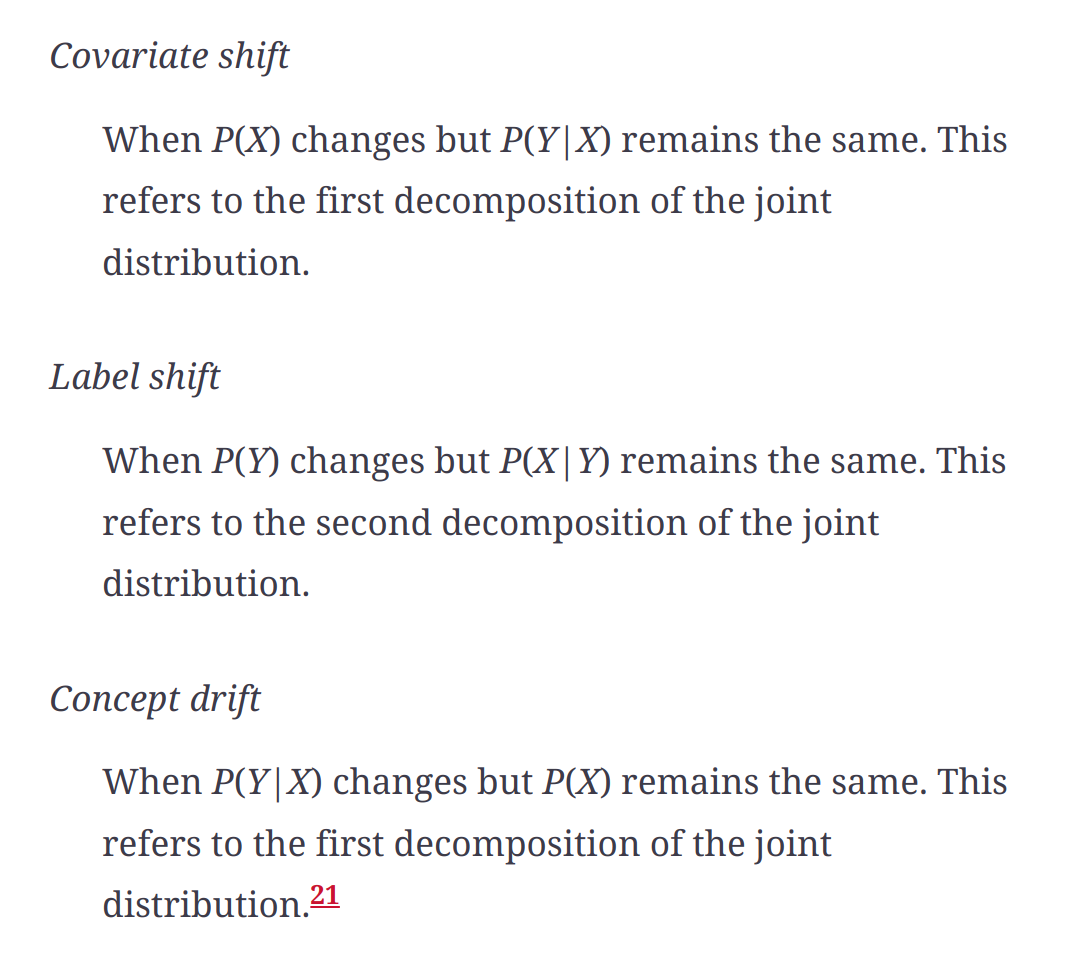 Covariate shift
When P(X) changes but P(Y|X) remains the same. This
refers to the first decomposition of the joint
distribution.
Label shift
When P(Y) changes but P(X|Y) remains the same. This
refers to the second decomposition of the joint
distribution.
Concept drift
When P(Y|X) changes but P(X) remains the same. This
refers to the first decomposition of the joint
distribution.21